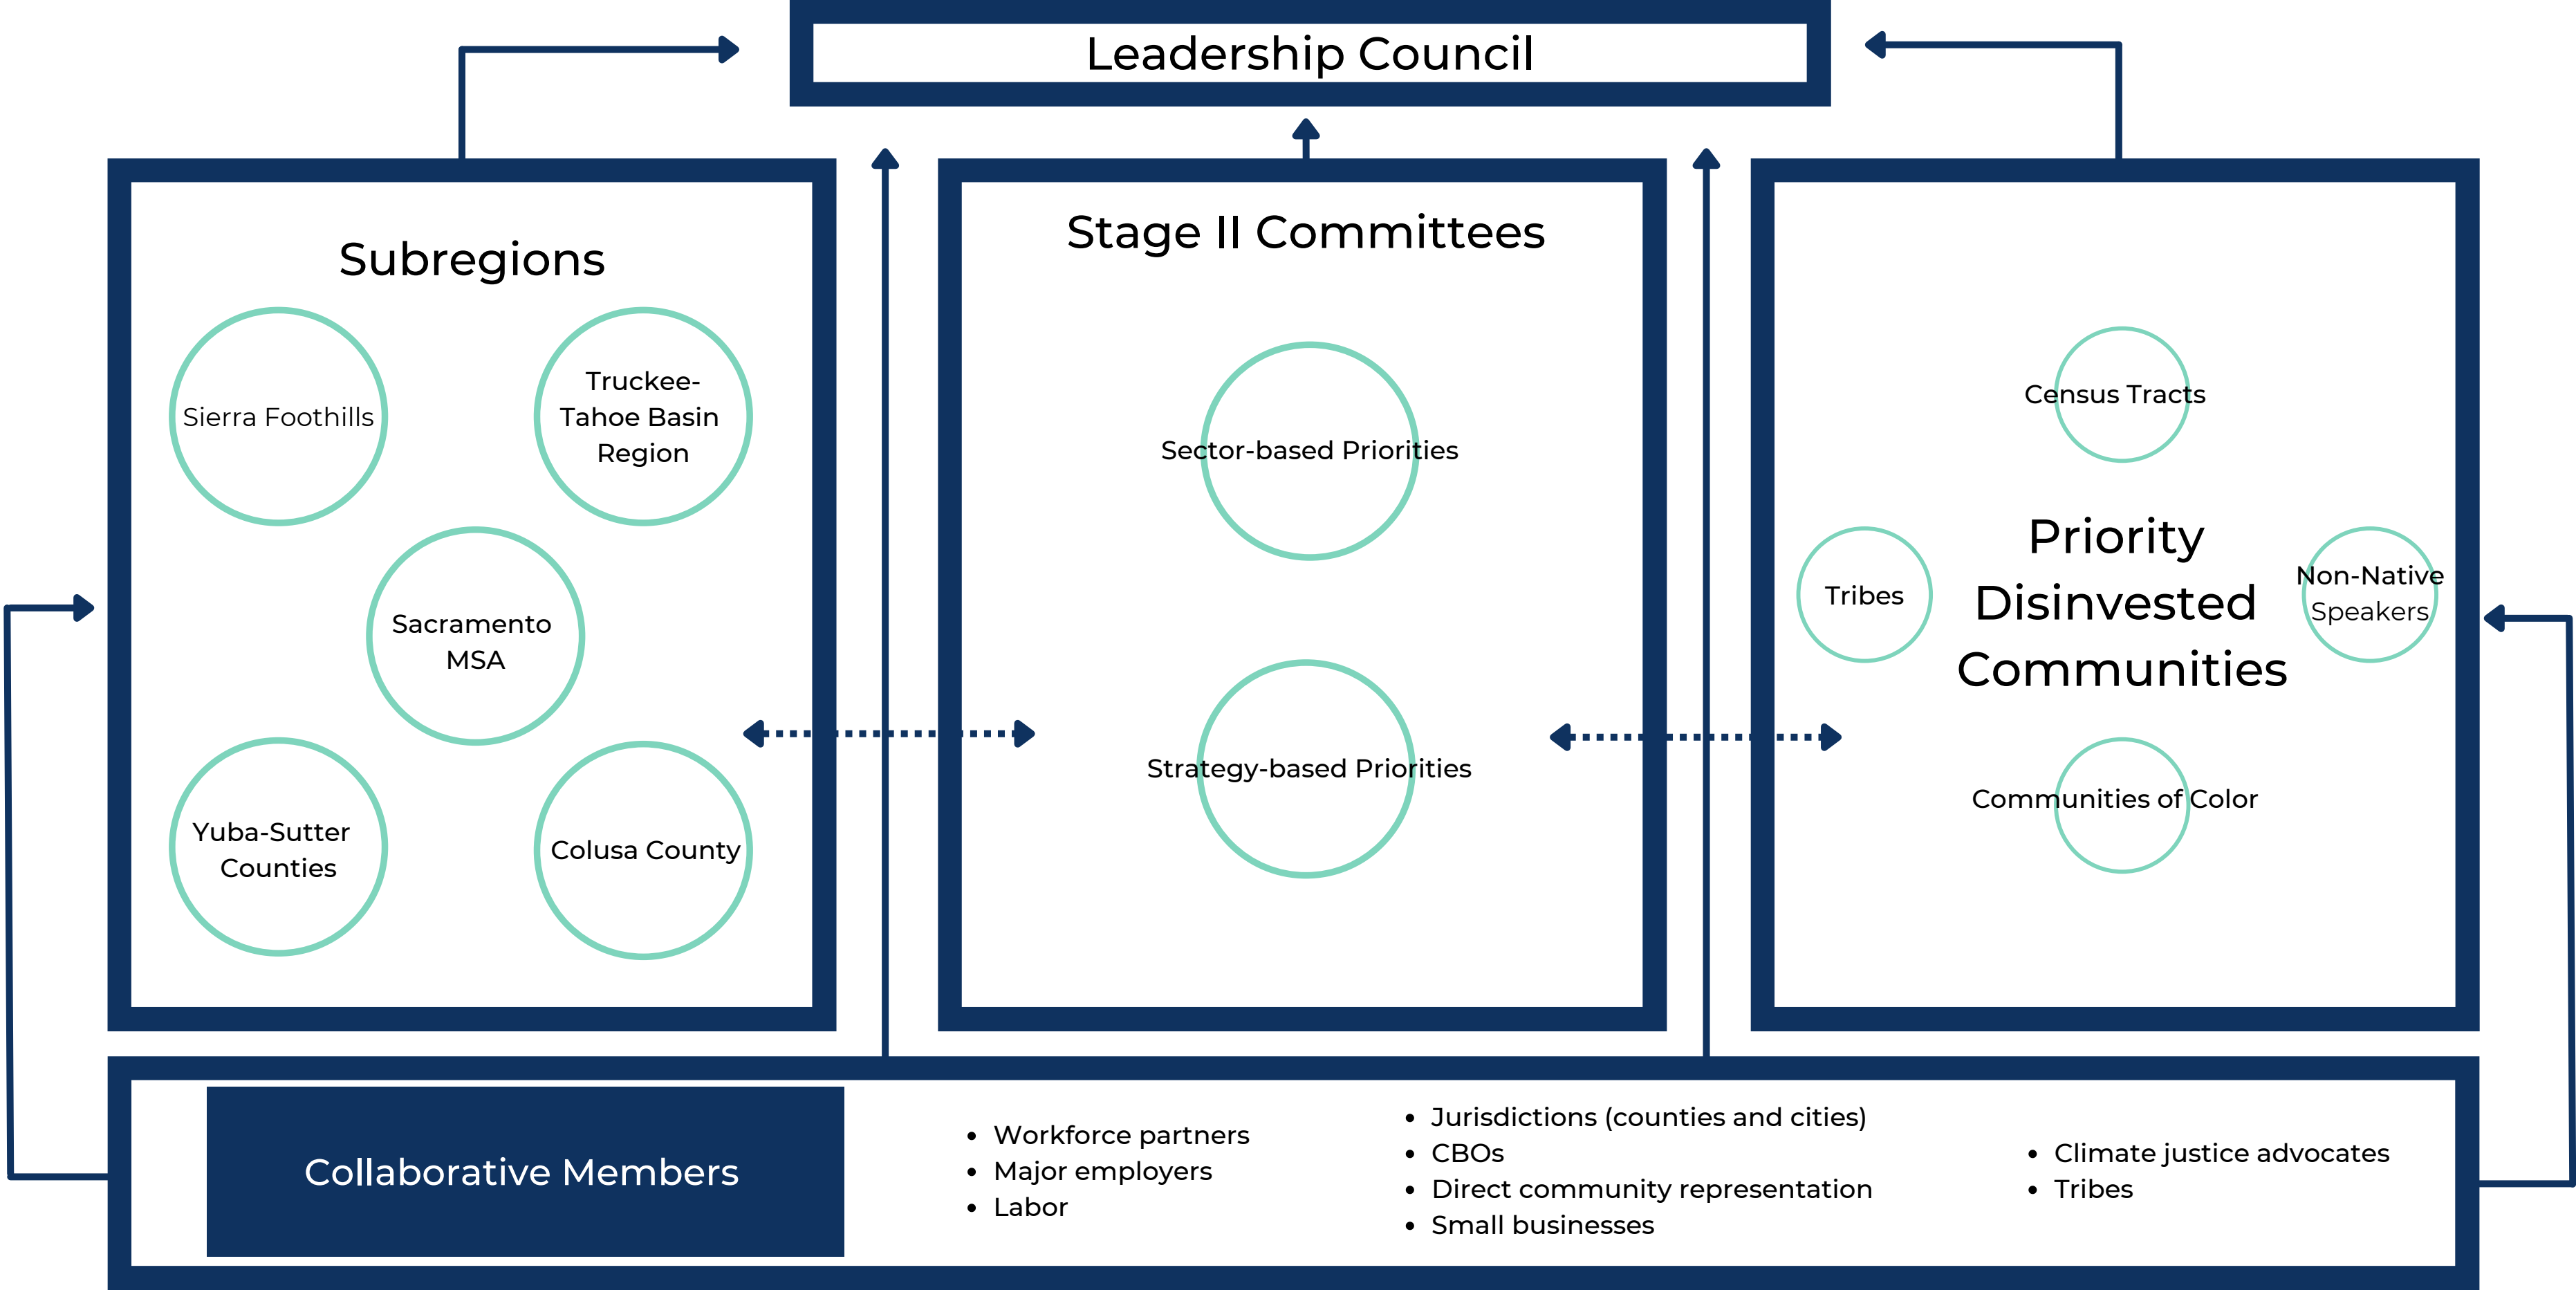 Leadership Council
Subregions
Sierra Foothills
Truckee-
Tahoe Basin
Region
Sacramento
MSA
Yuba-Sutter
Counties
Colusa County
Stage II Committees
Sector-based Priorities
Strategy-based Priorities
Census Tracts
Tribes
Priority
Disinvested
Communities
Non-Native
Speakers
Communities of Color
Collaborative Members
• Workforce partners
• Major employers
• Labor
• Jurisdictions (counties and cities)
• CBOs
• Direct community representation
• Small businesses
• Climate justice advocates
• Tribes